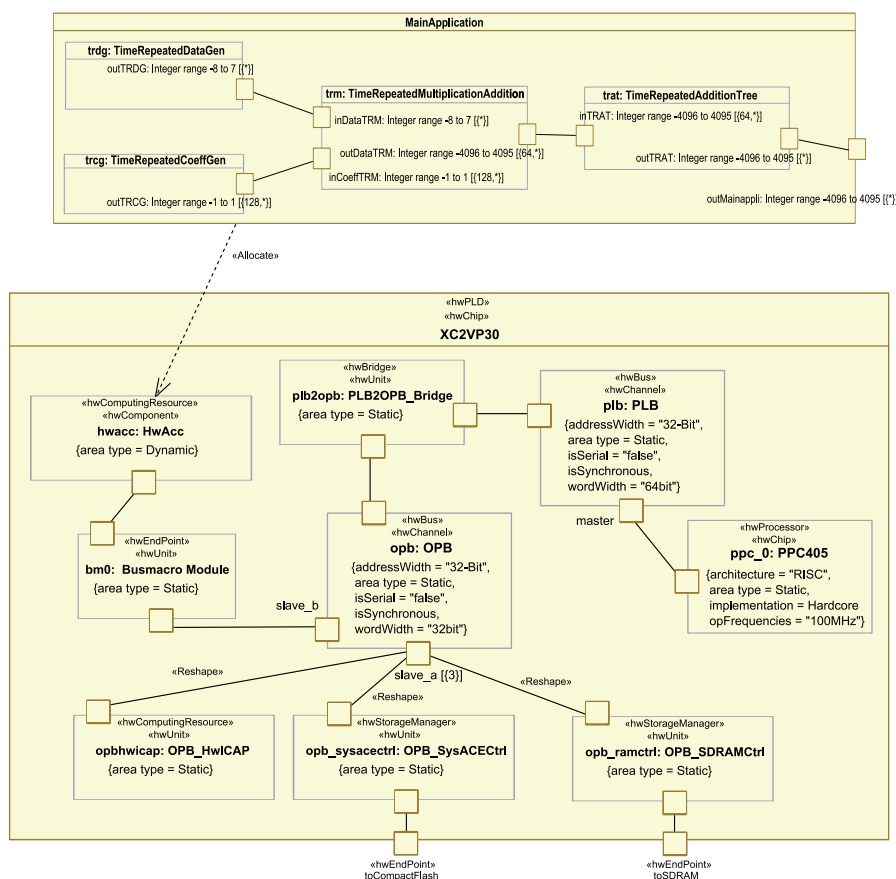 MainApplication
trdg: TimeRepeatedDataGen
outTRDG: Integer range -8 to 7 [{*}]
trm: TimeRepeatedMultiplicationAddition
inDataTRM: Integer range -8 to 7 [{*}]
outDataTRM: Integer range -4096 to 4095 [{64,*}]
inCoeffTRM: Integer range -1 to 1 [{128,*}]
trat: TimeRepeatedAdditionTree
inTRAT: Integer range -4096 to 4095 [{64,*}]
outTRAT: Integer range -4096 to 4095 [{*}]
trcg: TimeRepeatedCoeffGen
outTRCG: Integer range -1 to 1 [{128,*}]
outMainappli: Integer range -4096 to 4095 [{*}]
«Allocate»
«hwPLD»
«hwChip»
XC2VP30
«hwComputingResource»
«hwComponent»
hwacc: HwAcc
{area type = Dynamic}
«hwBridge»
«hwUnit»
plb2opb: PLB2OPB_Bridge
{area type = Static}
«hwBus»
«hwChannel»
plb: PLB
{addressWidth = "32-Bit",
area type = Static,
isSerial = "false",
isSynchronous,
wordWidth = "64bit"}
master
«hwEndPoint»
«hwUnit»
bm0:  Busmacro Module
{area type = Static}
«hwBus»
«hwChannel»
opb: OPB
{addressWidth = "32-Bit",
area type = Static,
isSerial = "false",
isSynchronous,
wordWidth = "32bit"}
slave_b
«hwProcessor»
«hwChip»
ppc_0: PPC405
{architecture = "RISC",
area type = Static,
implementation = Hardcore
opFrequencies = "100MHz"}
slave_a [{3}]
«Reshape»
«Reshape»
«Reshape»
«hwComputingResource»
«hwUnit»
opbhwicap: OPB_HwICAP
{area type = Static}
«hwStorageManager»
«hwUnit»
opb_sysacectrl: OPB_SysACECtrl
{area type = Static}
«hwStorageManager»
«hwUnit»
opb_ramctrl: OPB_SDRAMCtrl
{area type = Static}
«hwEndPoint»
toCompactFlash
«hwEndPoint»
toSDRAM